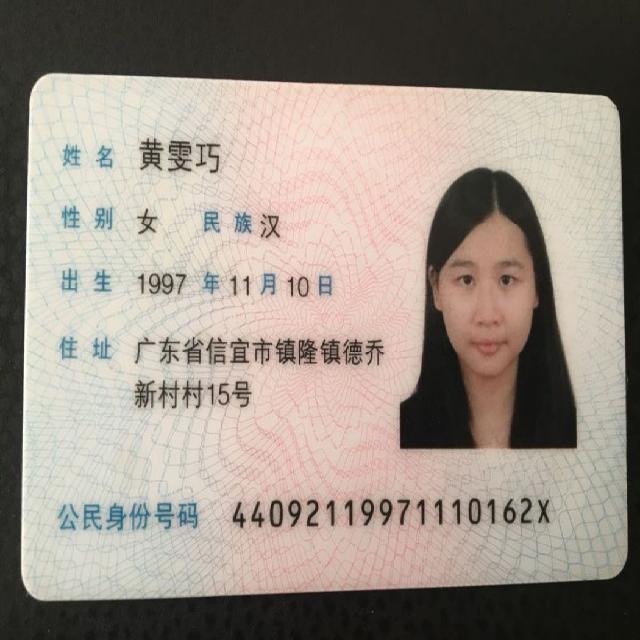 姓名 黄雯巧
性别 女 民族 汉
出生 1997 年 11 月 10 日
住址 广东省信宜市镇隆镇德乔
新村村15号
公民身份号码 44092119971110162X